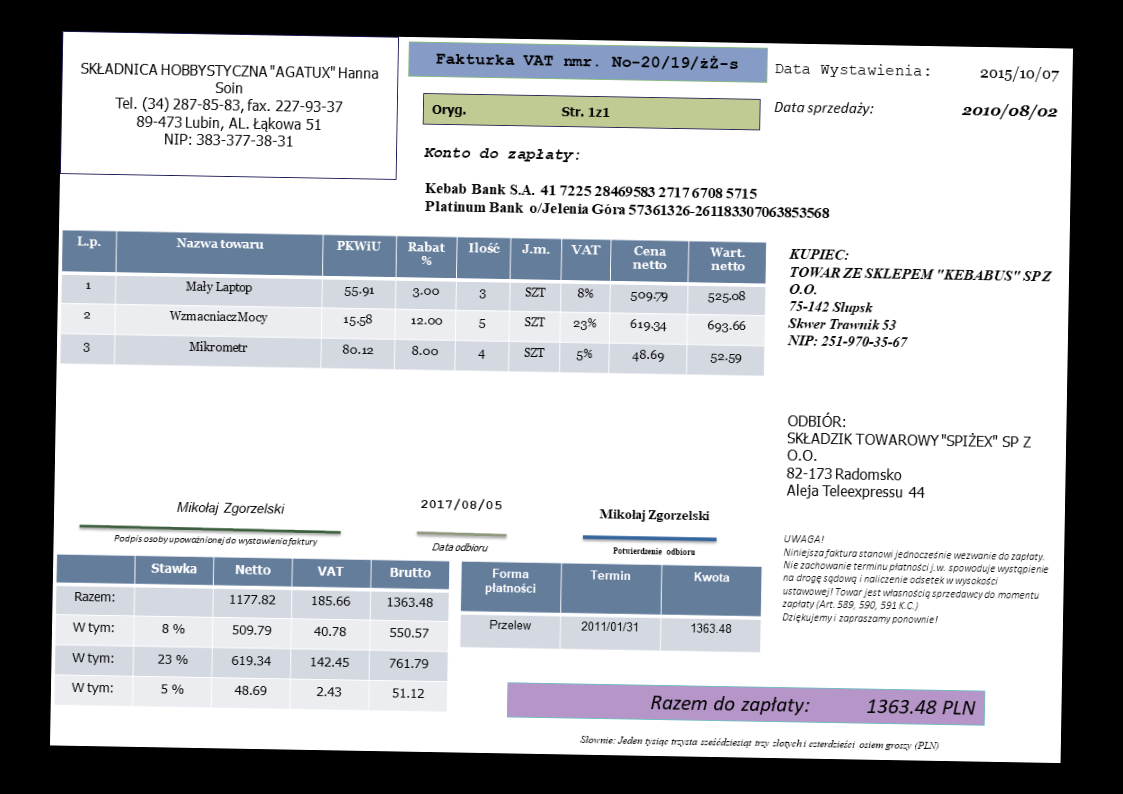 SKŁADNICA HOBBYSTYCZNA "AGATUX" Hanna
Soin
Tel. (34) 287-85-83, fax. 227-93-37
89-473 Lubin, AL. Łąkowa 51
NIP: 383-377-38-31
Fakturka VAT nmr. No-20/19/żŻ-s
Oryg. Str. 1z1
Data Wystawienia: 2015/10/07
Data sprzedaży: 2010/08/02
Konto do zapłaty:
Kebab Bank S.A. 41 7225 28469583 2717 6708 5715
Platinum Bank o/Jelenia Góra 57361326-261183307063853568
L.p. Nazwa towaru PKWiU Rabat % Ilość J.m. VAT Cena netto Wart. netto
1 Mały Laptop 55.91 3.00 3 SZT 8% 509.79 525.08
2 Wzmacniacz Mocy 15.58 12.00 5 SZT 23% 619.34 693.66
3 Mikrometr 80.12 8.00 4 SZT 5% 48.69 52.59
KUPIEC:
TOWAR ZE SKLEPEM "KEBABUS" SP Z
O.O.
75-142 Słupsk
Skwer Trawnik 53
NIP: 251-970-35-67
ODBIÓR:
SKŁADZIK TOWAROWY "SPIŻEX" SP Z
O.O.
82-173 Radomsko
Aleja Teleexpressu 44
Mikołaj Zgorzelski
Podpis osoby upoważnionej do wystawienia faktury
2017/08/05
Data odbioru
Mikołaj Zgorzelski
Potwierdzenie odbioru
UWAGA!
Niniejsza faktura stanowi jednocześnie wezwanie do zapłaty.
Nie zachowanie terminu płatności j.w. spowoduje wystąpienie
na drogę sądową i naliczenie odsetek w wysokości
ustawowej! Towar jest własnością sprzedawcy do momentu
zapłaty (Art. 589, 590, 591 K.C.)
Dziękujemy i zapraszamy ponownie!
Stawka Netto VAT Brutto
Razem: 1177.82 185.66 1363.48
W tym: 8 % 509.79 40.78 550.57
W tym: 23 % 619.34 142.45 761.79
W tym: 5 % 48.69 2.43 51.12
Forma płatności Termin Kwota
Przelew 2011/01/31 1363.48
Razem do zapłaty: 1363.48 PLN
Słownie: Jeden tysiąc trzysta sześćdziesiąt trzy złotych i czterdzieści osiem groszy (PLN)